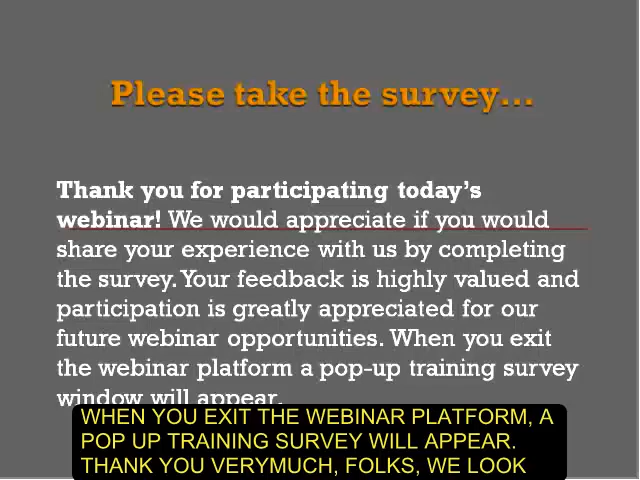 Please take the survey...
Thank you for participating today's
webinar! We would appreciate if you would
share your experience with us by completing
the survey. Your feedback is highly valued and
participation is greatly appreciated for our
future webinar opportunities. When you exit
the webinar platform a pop-up training survey
window will appear.
WHEN YOU EXIT THE WEBINAR PLATFORM, A
POP UP TRAINING SURVEY WILL APPEAR.
THANK YOU VERYMUCH, FOLKS, WE LOOK